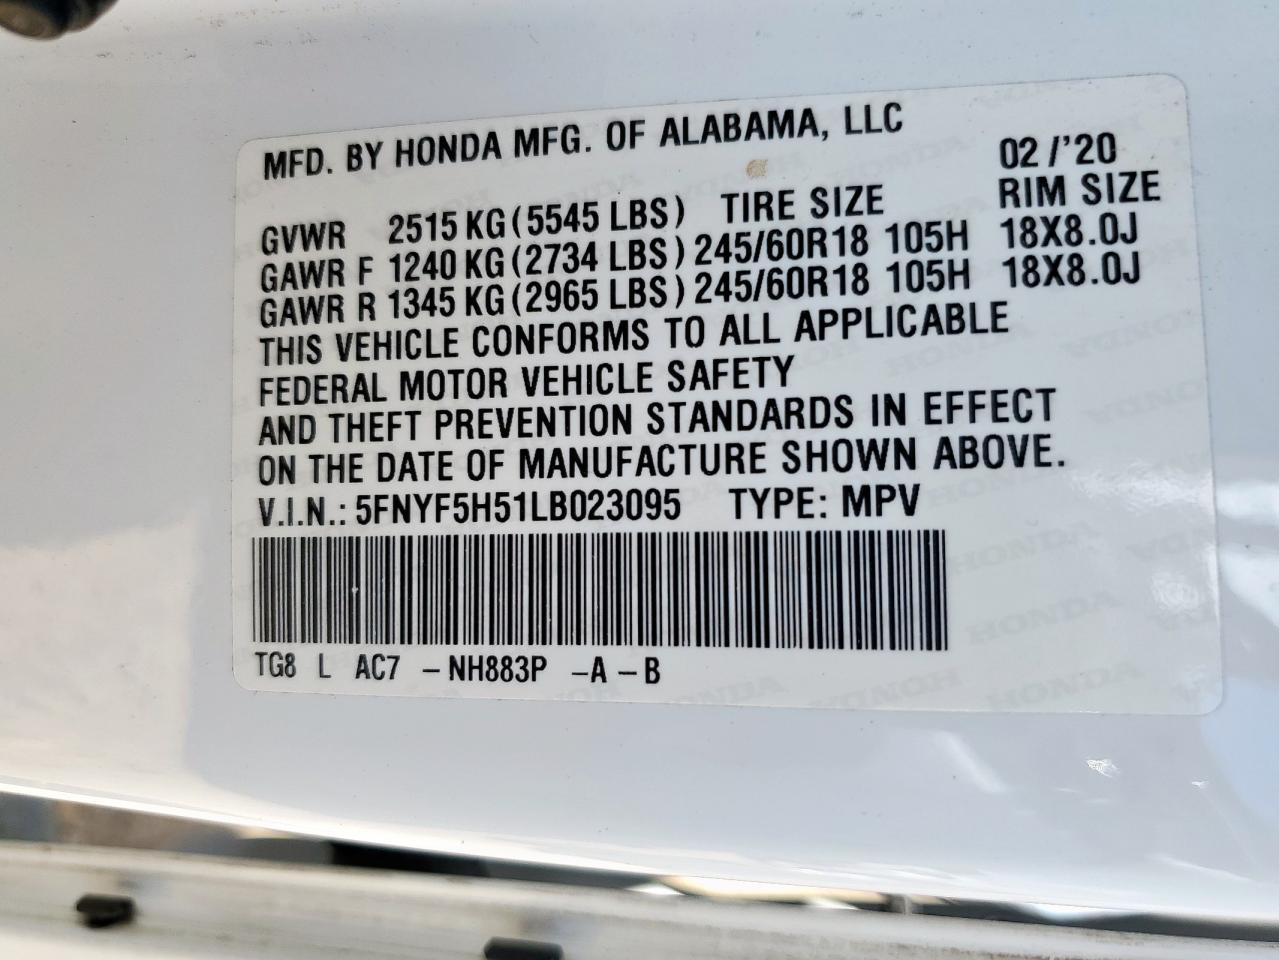 MFD. BY HONDA MFG. OF ALABAMA, LLC 02 /'20
GVWR 2515 KG (5545 LBS) TIRE SIZE RIM SIZE
GAWR F 1240 KG (2734 LBS) 245/60R18 105H 18X8.0J
GAWR R 1345 KG (2965 LBS) 245/60R18 105H 18X8.0J
THIS VEHICLE CONFORMS TO ALL APPLICABLE
FEDERAL MOTOR VEHICLE SAFETY
AND THEFT PREVENTION STANDARDS IN EFFECT
ON THE DATE OF MANUFACTURE SHOWN ABOVE.
V.I.N.: 5FNYF5H51LB023095 TYPE: MPV
TG8 L AC7 – NH883P –A – B